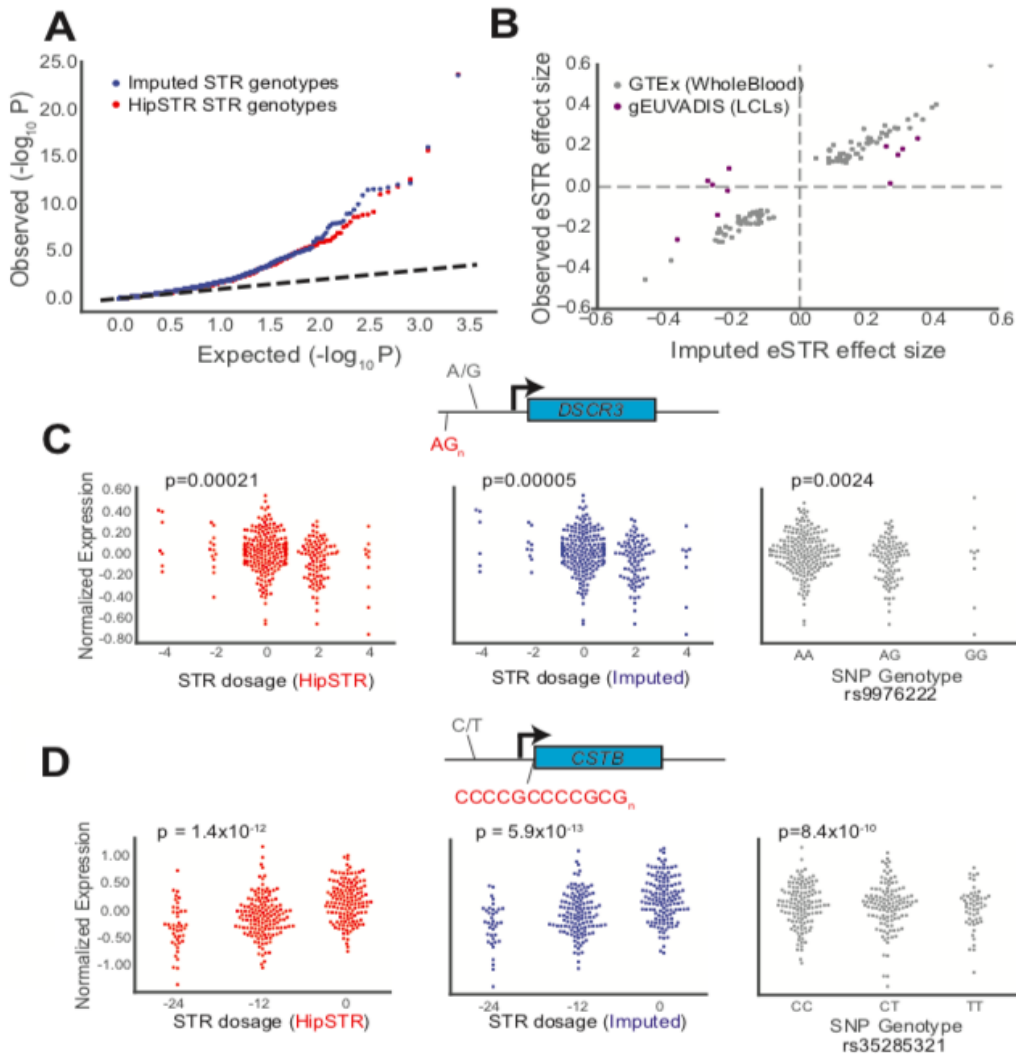 A
25.0
20.0
15.0
10.0
5.0
0.0
Observed (-log10 P)
Imputed STR genotypes
HipSTR STR genotypes
0.0 0.5 1.0 1.5 2.0 2.5 3.0 3.5
Expected (-log10 P)
B
0.6
0.4
0.2
0.0
−0.2
−0.4
−0.6
Observed eSTR effect size
GTEx (WholeBlood)
gEUVADIS (LCLs)
−0.6 −0.4 −0.2 0.0 0.2 0.4 0.6
Imputed eSTR effect size
A/G
DSCR3
AGn
C
Normalized Expression
0.60
0.40
0.20
0.00
-0.20
-0.40
-0.60
-0.80
p=0.00021
-4 -2 0 2 4
STR dosage (HipSTR)
p=0.00005
-4 -2 0 2 4
STR dosage (Imputed)
p=0.0024
AA AG GG
SNP Genotype
rs9976222
C/T
CSTB
CCCCGCCCCGCGn
D
Normalized Expression
1.00
0.50
0.00
-0.50
-1.00
p = 1.4x10-12
-24 -12 0
STR dosage (HipSTR)
p = 5.9x10-13
-24 -12 0
STR dosage (Imputed)
p=8.4x10-10
CC CT TT
SNP Genotype
rs35285321